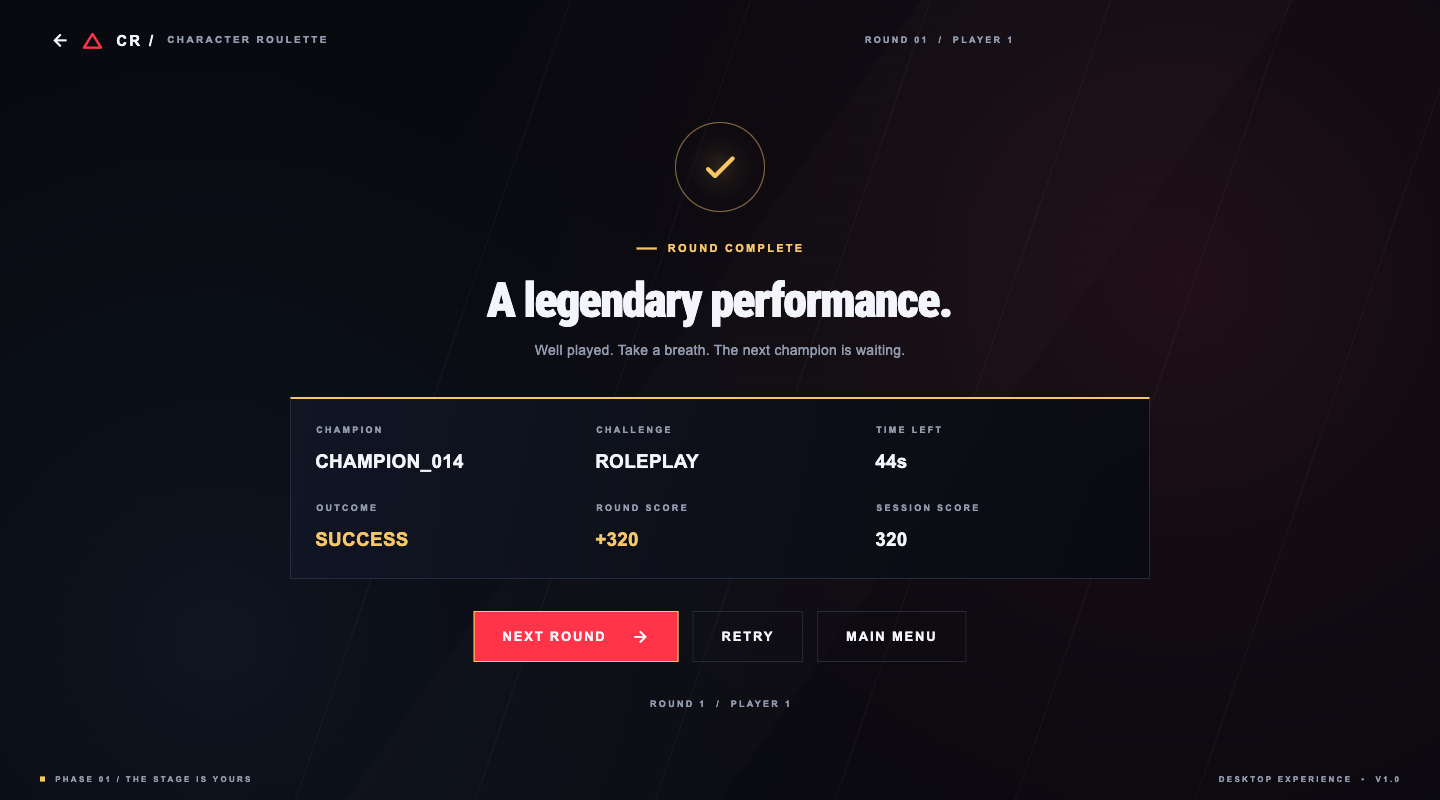 CR / CHARACTER ROULETTE
ROUND 01 / PLAYER 1
ROUND COMPLETE
A legendary performance.
Well played. Take a breath. The next champion is waiting.
CHAMPION CHALLENGE TIME LEFT
CHAMPION_014 ROLEPLAY 44s
OUTCOME ROUND SCORE SESSION SCORE
SUCCESS +320 320
NEXT ROUND RETRY MAIN MENU
ROUND 1 / PLAYER 1
PHASE 01 / THE STAGE IS YOURS
DESKTOP EXPERIENCE • V1.0